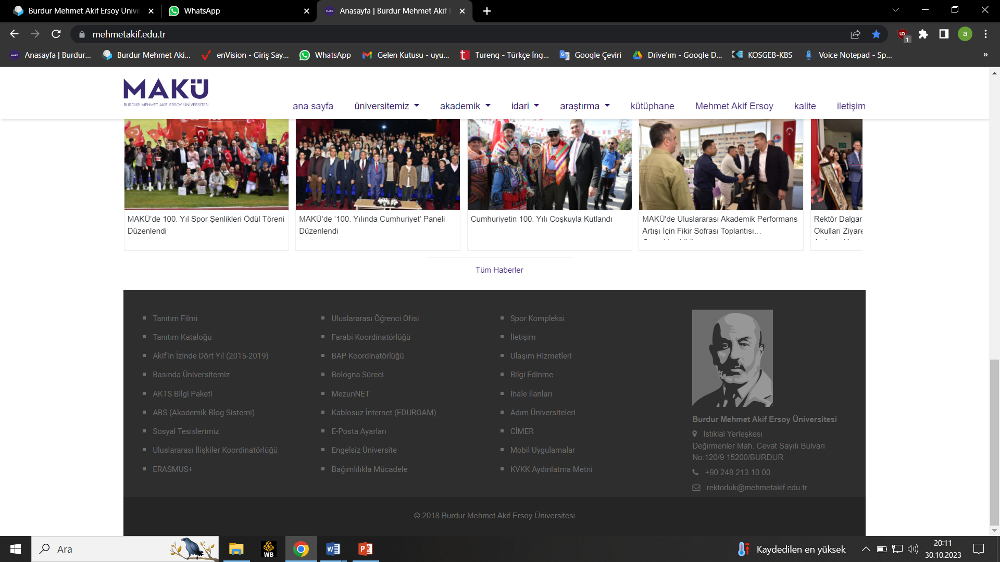 Burdur Mehmet Akif Ersoy Ünive
WhatsApp
Anasayfa | Burdur Mehmet Akif E
mehmetakif.edu.tr
a
1
MAKÜ Anasayfa | Burdur...
Burdur Mehmet Aki...
enVision - Giriş Say...
WhatsApp
Gelen Kutusu - uyu...
Tureng - Türkçe İng...
Google Çeviri
Drive'ım - Google D...
KOSGEB-KBS
Voice Notepad - Sp...
MAKÜ
BURDUR MEHMET AKİF ERSOY ÜNİVERSİTESİ
ana sayfa
üniversitemiz
akademik
idari
araştırma
kütüphane
Mehmet Akif Ersoy
kalite
iletişim
MAKÜ'de 100. Yıl Spor Şenlikleri Ödül Töreni
Düzenlendi
MAKÜ'de '100. Yılında Cumhuriyet' Paneli
Düzenlendi
Cumhuriyetin 100. Yılı Coşkuyla Kutlandı
MAKÜ'de Uluslararası Akademik Performans
Artışı İçin Fikir Sofrası Toplantısı…
Rektör Dalgar
Okulları Ziyare
Tüm Haberler
Tanıtım Filmi
Tanıtım Kataloğu
Akif'in İzinde Dört Yıl (2015-2019)
Basında Üniversitemiz
AKTS Bilgi Paketi
ABS (Akademik Blog Sistemi)
Sosyal Tesislerimiz
Uluslararası İlişkiler Koordinatörlüğü
ERASMUS+
Uluslararası Öğrenci Ofisi
Farabi Koordinatörlüğü
BAP Koordinatörlüğü
Bologna Süreci
MezunNET
Kablosuz İnternet (EDUROAM)
E-Posta Ayarları
Engelsiz Üniversite
Bağımlılıkla Mücadele
Spor Kompleksi
İletişim
Ulaşım Hizmetleri
Bilgi Edinme
İhale İlanları
Adım Üniversiteleri
CİMER
Mobil Uygulamalar
KVKK Aydınlatma Metni
Burdur Mehmet Akif Ersoy Üniversitesi
İstiklal Yerleşkesi
Değirmenler Mah. Cevat Sayılı Bulvarı
No:120/9 15200/BURDUR
+90 248 213 10 00
rektorluk@mehmetakif.edu.tr
© 2018 Burdur Mehmet Akif Ersoy Üniversitesi
Ara
WB
Kaydedilen en yüksek
20:11
30.10.2023